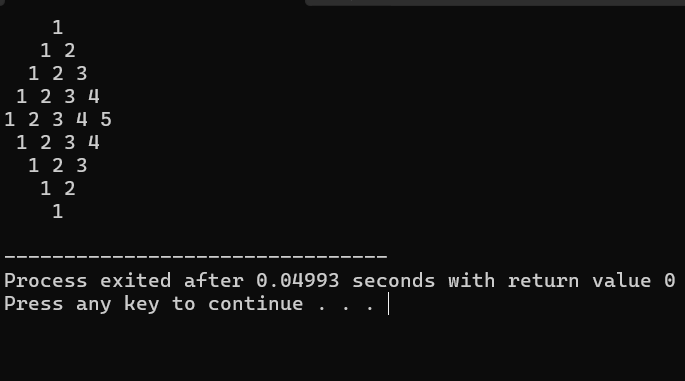 1
   1 2
  1 2 3
 1 2 3 4
1 2 3 4 5
 1 2 3 4
  1 2 3
   1 2
    1

--------------------------------
Process exited after 0.04993 seconds with return value 0
Press any key to continue . . .